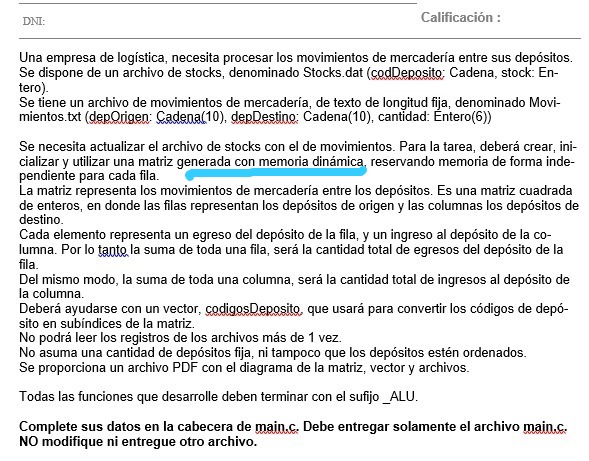 DNI:
Calificación :
Una empresa de logística, necesita procesar los movimientos de mercadería entre sus depósitos.
Se dispone de un archivo de stocks, denominado Stocks.dat (codDeposito: Cadena, stock: En-
tero).
Se tiene un archivo de movimientos de mercadería, de texto de longitud fija, denominado Movi-
mientos.txt (depOrigen: Cadena(10), depDestino: Cadena(10), cantidad: Entero(6))
Se necesita actualizar el archivo de stocks con el de movimientos. Para la tarea, deberá crear, ini-
cializar y utilizar una matriz generada con memoria dinámica, reservando memoria de forma inde-
pendiente para cada fila.
La matriz representa los movimientos de mercadería entre los depósitos. Es una matriz cuadrada
de enteros, en donde las filas representan los depósitos de origen y las columnas los depósitos de
destino.
Cada elemento representa un egreso del depósito de la fila, y un ingreso al depósito de la co-
lumna. Por lo tanto la suma de toda una fila, será la cantidad total de egresos del depósito de la
fila.
Del mismo modo, la suma de toda una columna, será la cantidad total de ingresos al depósito de
la columna.
Deberá ayudarse con un vector, codigosDeposito, que usará para convertir los códigos de depó-
sito en subíndices de la matriz.
No podrá leer los registros de los archivos más de 1 vez.
No asuma una cantidad de depósitos fija, ni tampoco que los depósitos estén ordenados.
Se proporciona un archivo PDF con el diagrama de la matriz, vector y archivos.
Todas las funciones que desarrolle deben terminar con el sufijo _ALU.
Complete sus datos en la cabecera de main.c. Debe entregar solamente el archivo main.c.
NO modifique ni entregue otro archivo.